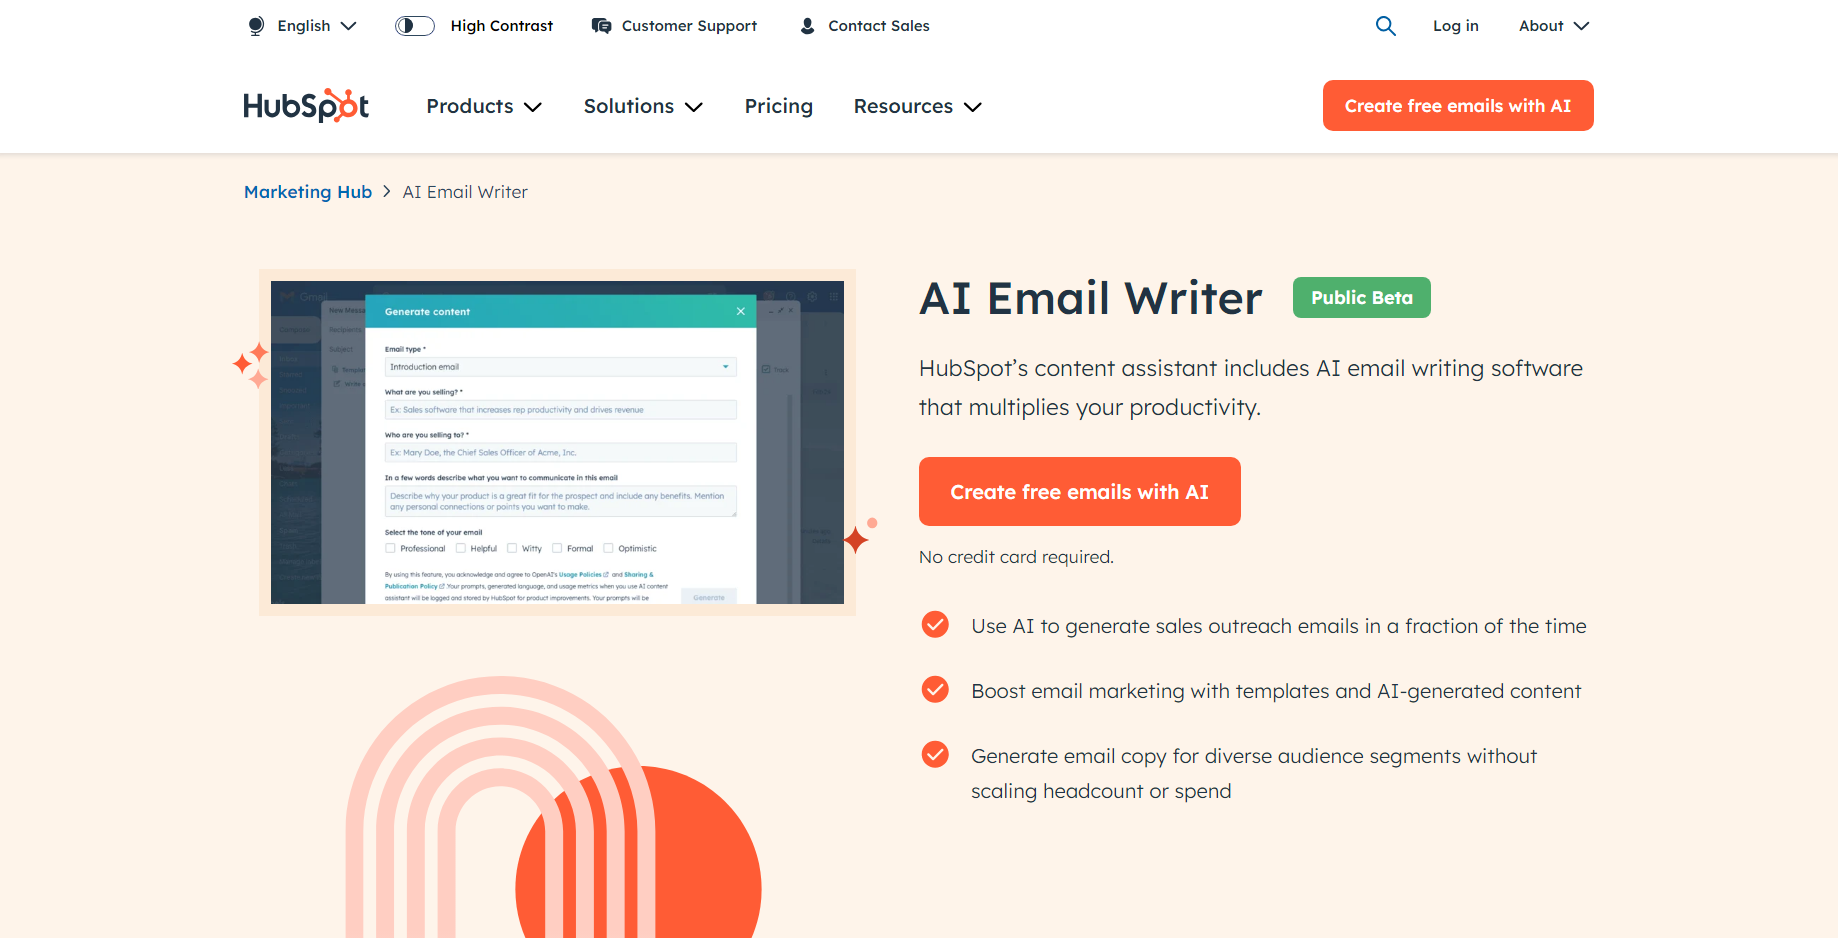 English
High Contrast
Customer Support
Contact Sales
Log in
About
HubSpot
Products
Solutions
Pricing
Resources
Create free emails with AI
Marketing Hub
AI Email Writer
Gmail
Generate content
Email type *
Introduction email
What are you selling? *
Ex: Sales software that increases rep productivity and drives revenue
Who are you selling to? *
Ex: Mary Doe, the Chief Sales Officer of Acme, Inc.
In a few words describe what you want to communicate in this email
Describe why your product is a great fit for the prospect and include any benefits. Mention
any personal connections or points you want to make.
Select the tone of your email
Professional
Helpful
Witty
Formal
Optimistic
By using this feature, you acknowledge and agree to OpenAI's Usage Policies and Sharing &
Publication Policy Your prompts, generated language, and usage metrics when you use AI content
assistant will be logged and stored by HubSpot for product improvements. Your prompts will be
Generate
New Messa
Recipients
Subject
Track
AI Email Writer
Public Beta
HubSpot’s content assistant includes AI email writing software
that multiplies your productivity.
Create free emails with AI
No credit card required.
Use AI to generate sales outreach emails in a fraction of the time
Boost email marketing with templates and AI-generated content
Generate email copy for diverse audience segments without
scaling headcount or spend